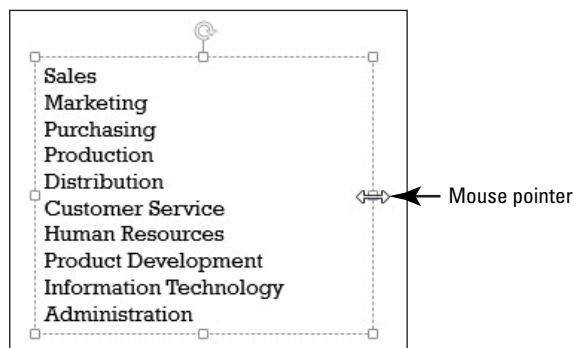 Sales
Marketing
Purchasing
Production
Distribution
Customer Service
Human Resources
Product Development
Information Technology
Administration
Mouse pointer